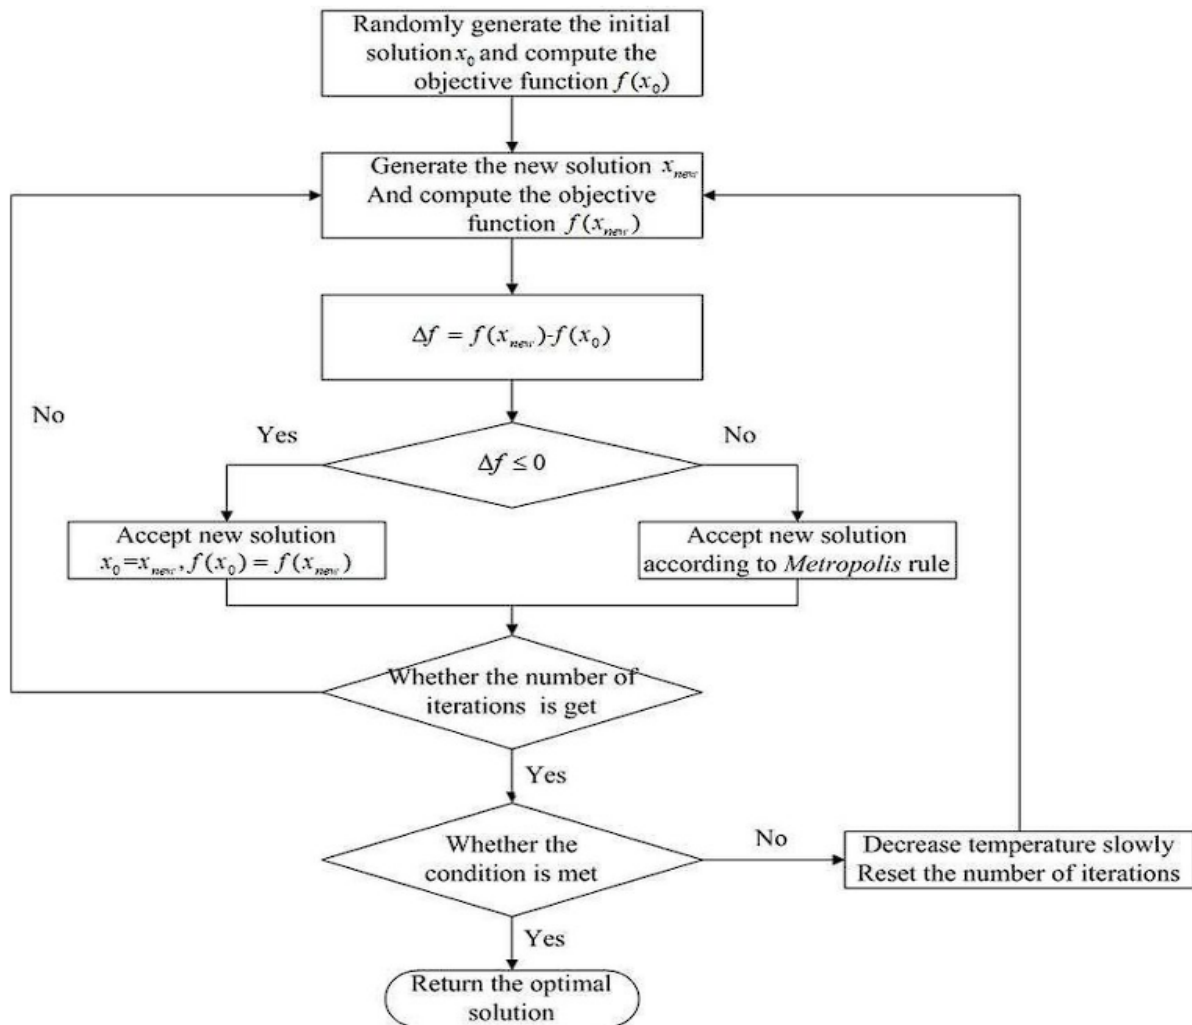 Randomly generate the initial
solution x₀ and compute the
objective function f(x₀)
Generate the new solution xₙₑw
And compute the objective
function f(xₙₑw)
Δf = f(xₙₑw)-f(x₀)
No
Yes
No
Δf ≤ 0
Accept new solution
x₀=xₙₑw, f(x₀) = f(xₙₑw)
Accept new solution
according to Metropolis rule
Whether the number of
iterations is get
Yes
Whether the
condition is met
No
Decrease temperature slowly
Reset the number of iterations
Yes
Return the optimal
solution